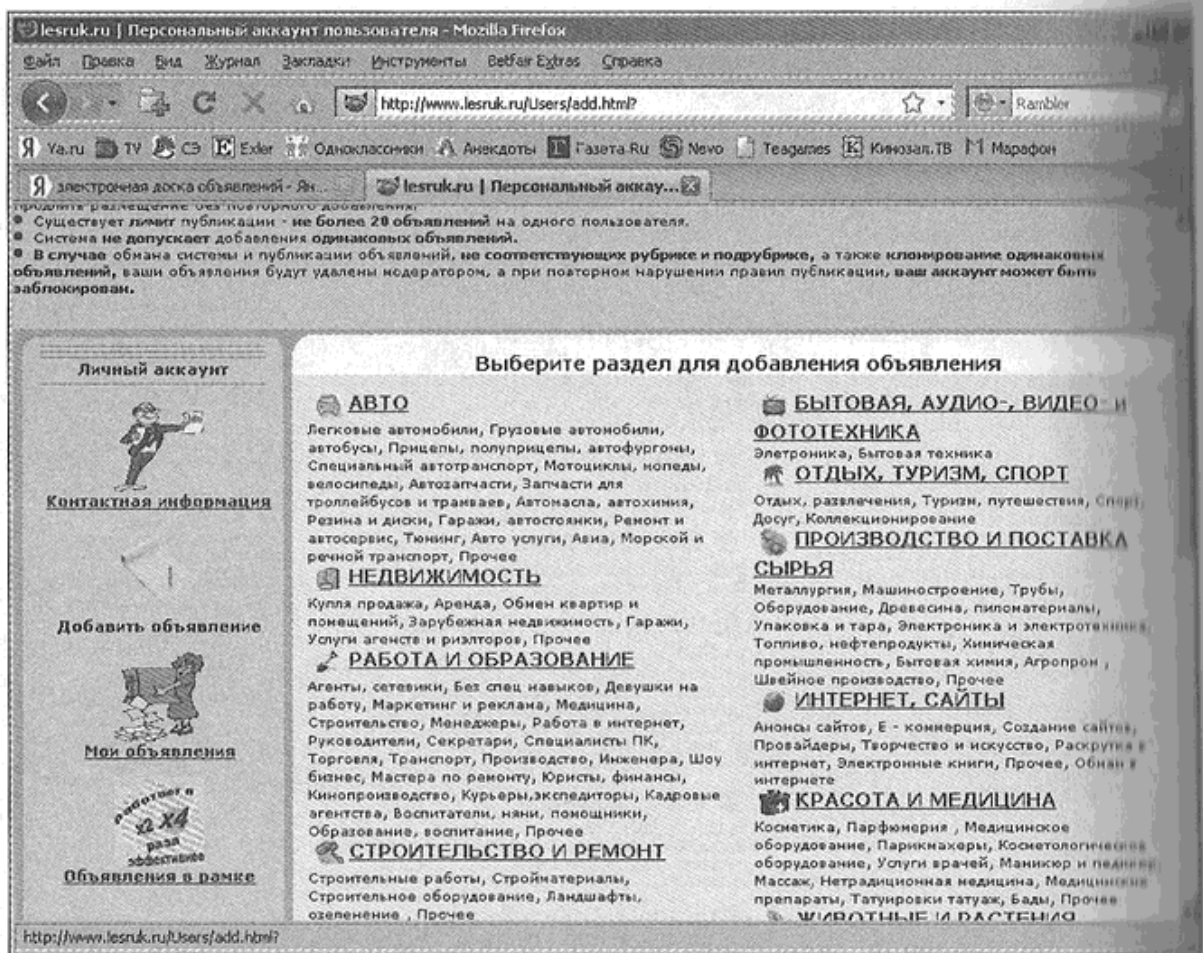 lesruk.ru | Персональный аккаунт пользователя - Mozilla Firefox
Файл Правка Вид Журнал Закладки Инструменты Betfair Extras Справка
http://www.lesruk.ru/Users/add.html? Rambler
Ya.ru TV СЭ Exler Одноклассники Анекдоты Газета.Ru Nevo Teagames Кинозал.ТВ Марафон
электронная доска объявлений - Ян... lesruk.ru | Персональный аккау...
продлить размещение без повторного добавления.
Существует лимит публикации - не более 20 объявлений на одного пользователя.
Система не допускает добавления одинаковых объявлений.
В случае обмана системы и публикации объявлений, не соответствующих рубрике и подрубрике, а также клонирование одинаковых
объявлений, ваши объявления будут удалены модератором, а при повторном нарушении правил публикации, ваш аккаунт может быть
заблокирован.
Личный аккаунт
Контактная информация
Добавить объявление
Мои объявления
работает в
x2 x4
раза
эффективнее
Объявления в рамке
Выберите раздел для добавления объявления
АВТО
Легковые автомобили, Грузовые автомобили,
автобусы, Прицепы, полуприцепы, автофургоны,
Специальный автотранспорт, Мотоциклы, мопеды,
велосипеды, Автозапчасти, Запчасти для
троллейбусов и трамваев, Автомасла, автохимия,
Резина и диски, Гаражи, автостоянки, Ремонт и
автосервис, Тюнинг, Авто услуги, Авиа, Морской и
речной транспорт, Прочее
НЕДВИЖИМОСТЬ
Купля продажа, Аренда, Обмен квартир и
помещений, Зарубежная недвижимость, Гаражи,
Услуги агенств и риэлторов, Прочее
РАБОТА И ОБРАЗОВАНИЕ
Агенты, сетевики, Без спец навыков, Девушки на
работу, Маркетинг и реклама, Медицина,
Строительство, Менеджеры, Работа в интернет,
Руководители, Секретари, Специалисты ПК,
Торговля, Транспорт, Производство, Инженера, Шоу
бизнес, Мастера по ремонту, Юристы, финансы,
Кинопроизводство, Курьеры,экспедиторы, Кадровые
агентства, Воспитатели, няни, помощники,
Образование, воспитание, Прочее
СТРОИТЕЛЬСТВО И РЕМОНТ
Строительные работы, Стройматериалы,
Строительное оборудование, Ландшафты,
озеленение , Прочее
БЫТОВАЯ, АУДИО-, ВИДЕО- И
ФОТОТЕХНИКА
Элетроника, Бытовая техника
ОТДЫХ, ТУРИЗМ, СПОРТ
Отдых, развлечения, Туризм, путешествия, Спорт,
Досуг, Коллекционирование
ПРОИЗВОДСТВО И ПОСТАВКА
СЫРЬЯ
Металлургия, Машиностроение, Трубы,
Оборудование, Древесина, пиломатериалы,
Упаковка и тара, Электроника и электротехника,
Топливо, нефтепродукты, Химическая
промышленность, Бытовая химия, Агропром ,
Швейное производство, Прочее
ИНТЕРНЕТ, САЙТЫ
Анонсы сайтов, E - коммерция, Создание сайтов,
Провайдеры, Творчество и искусство, Раскрутка в
интернет, Электронные книги, Прочее, Обман в
интернете
КРАСОТА И МЕДИЦИНА
Косметика, Парфюмерия , Медицинское
оборудование, Парикмахеры, Косметологическое
оборудование, Услуги врачей, Маникюр и педикюр,
Массаж, Нетрадиционная медицина, Медицинские
препараты, Татуировки татуаж, Бады, Прочее
ЖИВОТНЫЕ И РАСТЕНИЯ
http://www.lesruk.ru/Users/add.html?